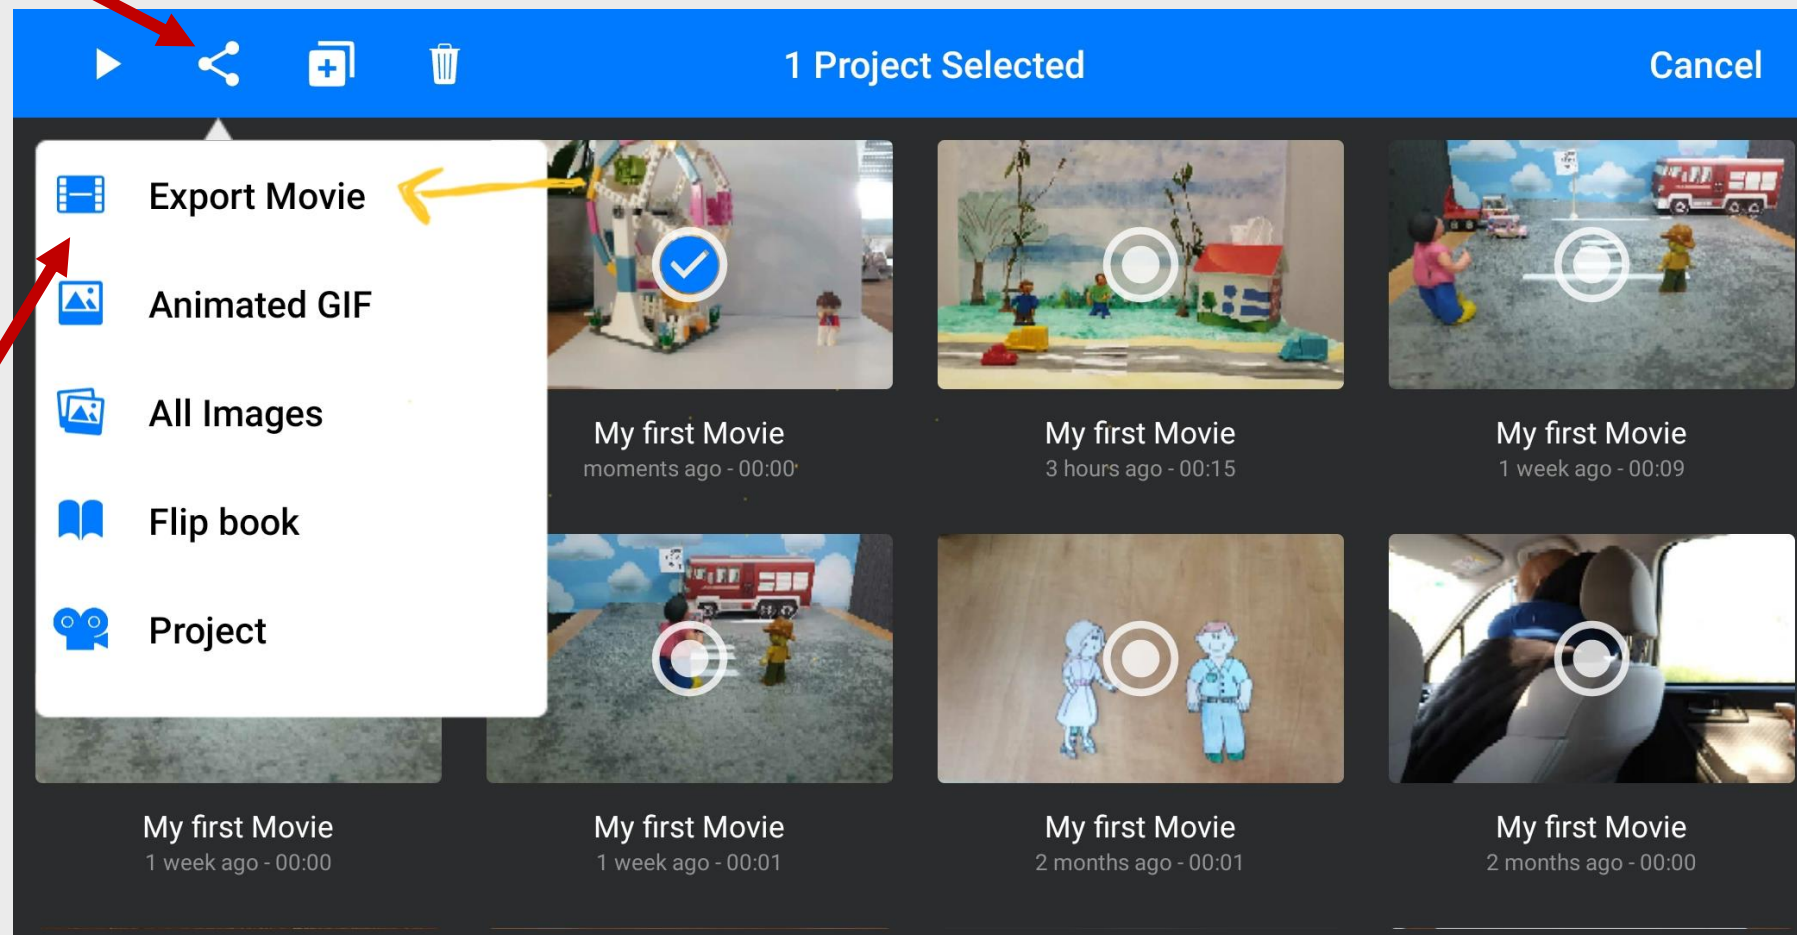 1 Project Selected
Cancel
Export Movie
Animated GIF
All Images
Flip book
Project
My first Movie
moments ago - 00:00
My first Movie
3 hours ago - 00:15
My first Movie
1 week ago - 00:09
My first Movie
1 week ago - 00:00
My first Movie
1 week ago - 00:01
My first Movie
2 months ago - 00:01
My first Movie
2 months ago - 00:00